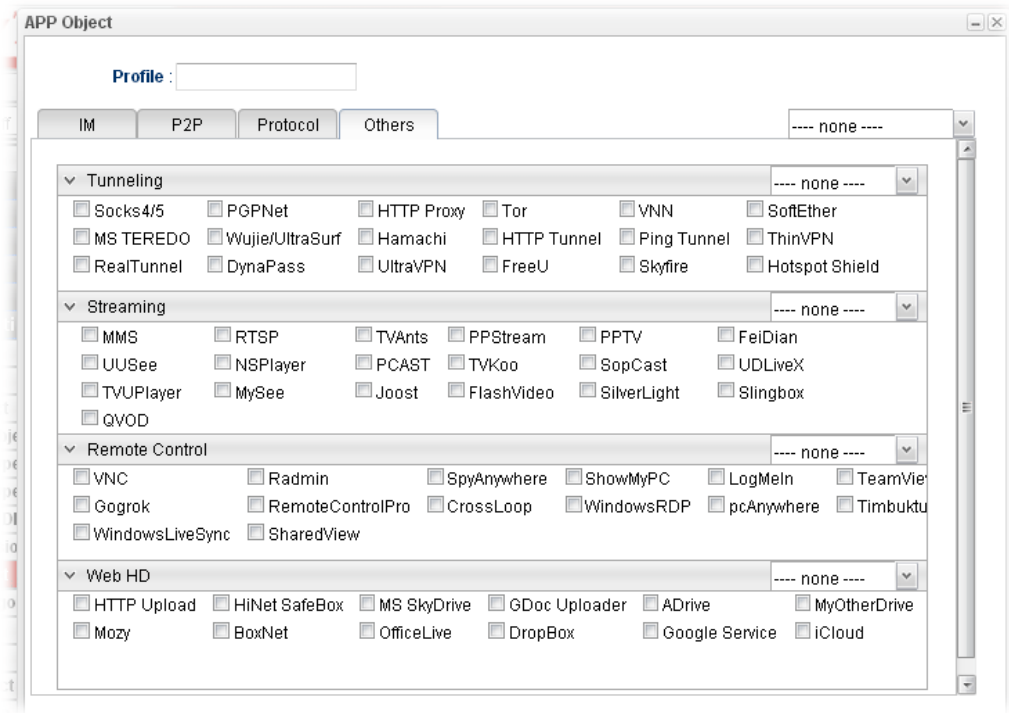 APP Object
Profile :
IM P2P Protocol Others ---- none ----
Tunneling ---- none ----
Socks4/5 PGPNet HTTP Proxy Tor VNN SoftEther
MS TEREDO Wujie/UltraSurf Hamachi HTTP Tunnel Ping Tunnel ThinVPN
RealTunnel DynaPass UltraVPN FreeU Skyfire Hotspot Shield
Streaming ---- none ----
MMS RTSP TVAnts PPStream PPTV FeiDian
UUSee NSPlayer PCAST TVKoo SopCast UDLiveX
TVUPlayer MySee Joost FlashVideo SilverLight Slingbox
QVOD
Remote Control ---- none ----
VNC Radmin SpyAnywhere ShowMyPC LogMeIn TeamVie
Gogrok RemoteControlPro CrossLoop WindowsRDP pcAnywhere Timbuktu
WindowsLiveSync SharedView
Web HD ---- none ----
HTTP Upload HiNet SafeBox MS SkyDrive GDoc Uploader ADrive MyOtherDrive
Mozy BoxNet OfficeLive DropBox Google Service iCloud